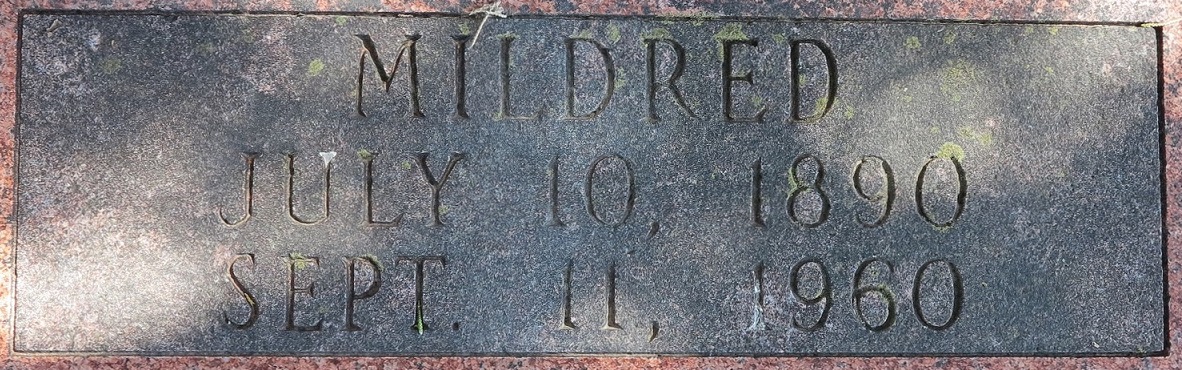 MILDRED
JULY 10, 1890
SEPT. 11, 1960